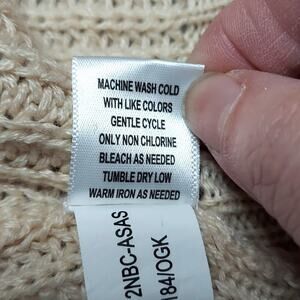 MACHINE WASH COLD
WITH LIKE COLORS
GENTLE CYCLE
ONLY NON CHLORINE
BLEACH AS NEEDED
TUMBLE DRY LOW
WARM IRON AS NEEDED
2NBC-ASAS
184/OGK